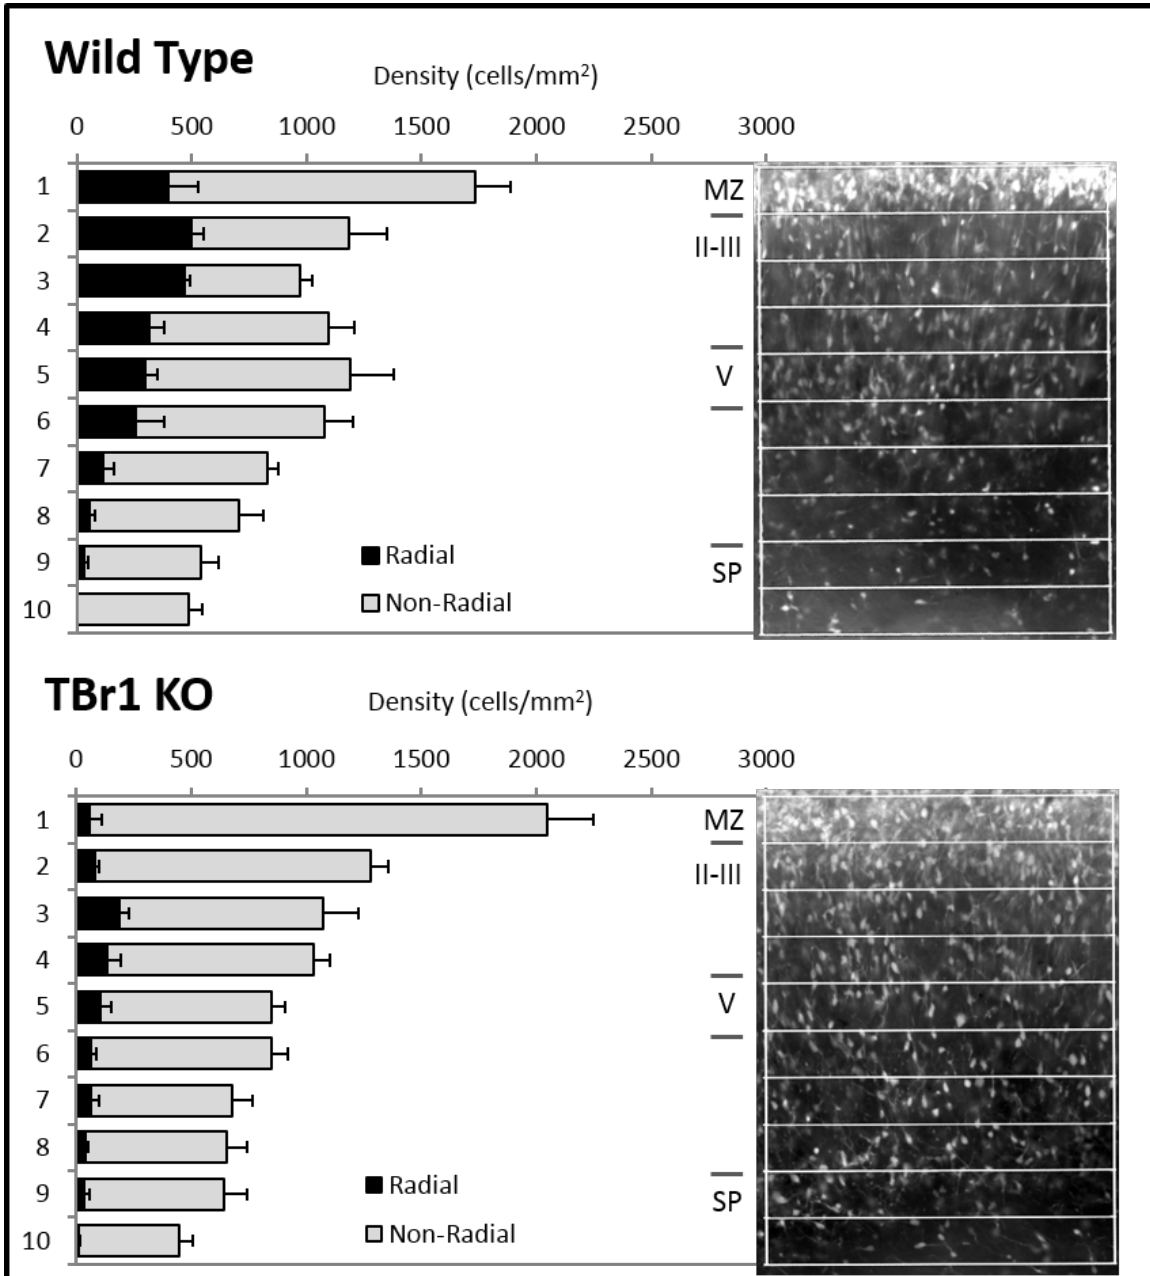 Wild Type
Density (cells/mm²)
0 500 1000 1500 2000 2500 3000
1 MZ
2 II-III
3
4
5 V
6
7
8
Radial
9 SP
10 Non-Radial
TBr1 KO
Density (cells/mm²)
0 500 1000 1500 2000 2500 3000
1 MZ
2 II-III
3
4
5 V
6
7
8
Radial
9 SP
10 Non-Radial